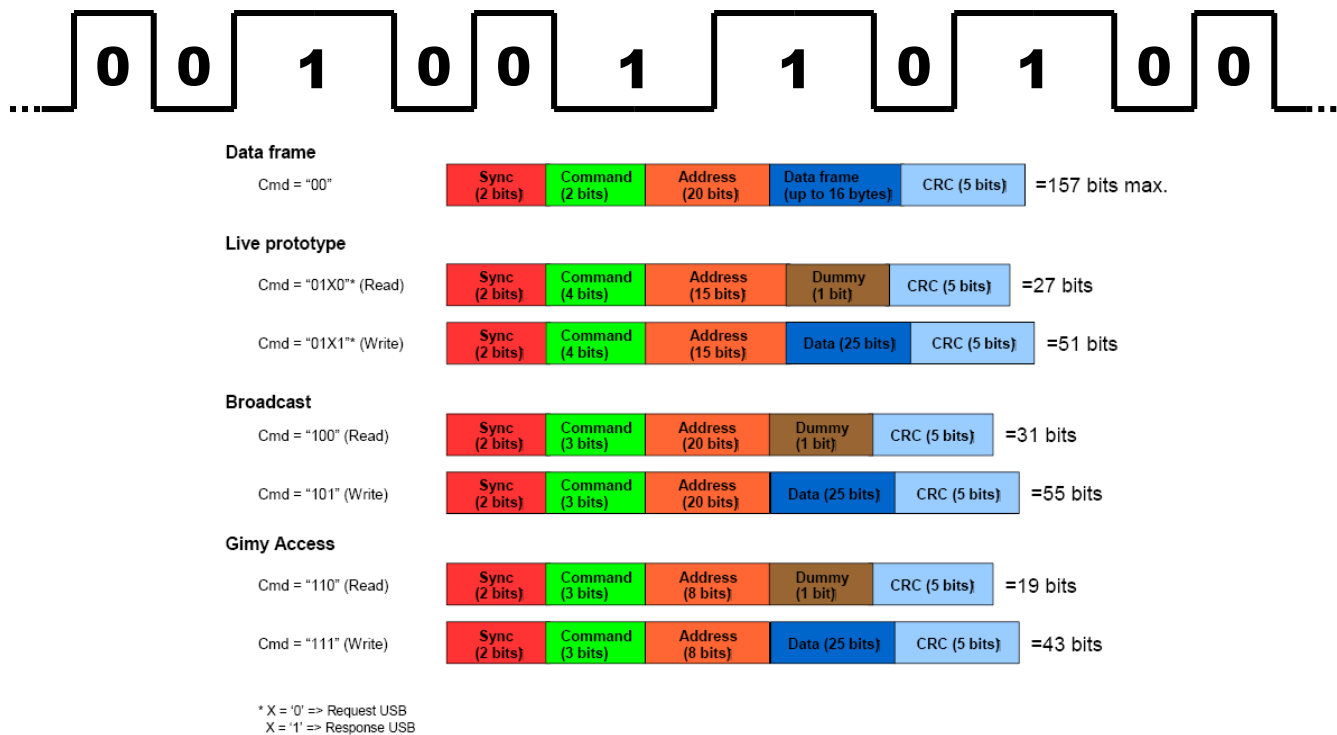 0 0 1 0 0 1 1 0 1 0 0
Data frame
Cmd = “00”
Sync (2 bits) Command (2 bits) Address (20 bits) Data frame (up to 16 bytes) CRC (5 bits) =157 bits max.
Live prototype
Cmd = “01X0”* (Read)
Sync (2 bits) Command (4 bits) Address (15 bits) Dummy (1 bit) CRC (5 bits) =27 bits
Cmd = “01X1”* (Write)
Sync (2 bits) Command (4 bits) Address (15 bits) Data (25 bits) CRC (5 bits) =51 bits
Broadcast
Cmd = “100” (Read)
Sync (2 bits) Command (3 bits) Address (20 bits) Dummy (1 bit) CRC (5 bits) =31 bits
Cmd = “101” (Write)
Sync (2 bits) Command (3 bits) Address (20 bits) Data (25 bits) CRC (5 bits) =55 bits
Gimy Access
Cmd = “110” (Read)
Sync (2 bits) Command (3 bits) Address (8 bits) Dummy (1 bit) CRC (5 bits) =19 bits
Cmd = “111” (Write)
Sync (2 bits) Command (3 bits) Address (8 bits) Data (25 bits) CRC (5 bits) =43 bits
* X = ‘0’ => Request USB
X = ‘1’ => Response USB